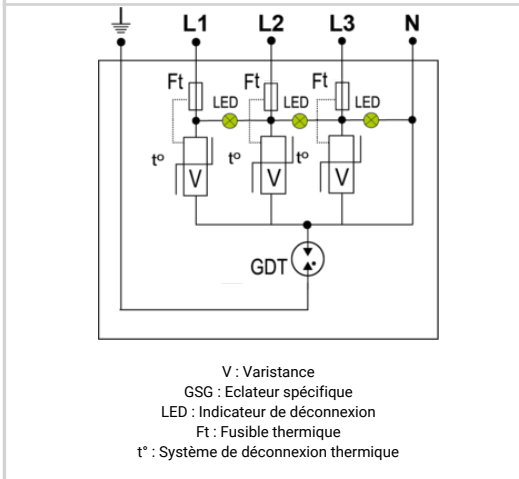 L1 L2 L3 N
Ft Ft Ft
LED LED LED
t° t° t°
V V V
GDT
V : Varistance
GSG : Eclateur spécifique
LED : Indicateur de déconnexion
Ft : Fusible thermique
t° : Système de déconnexion thermique